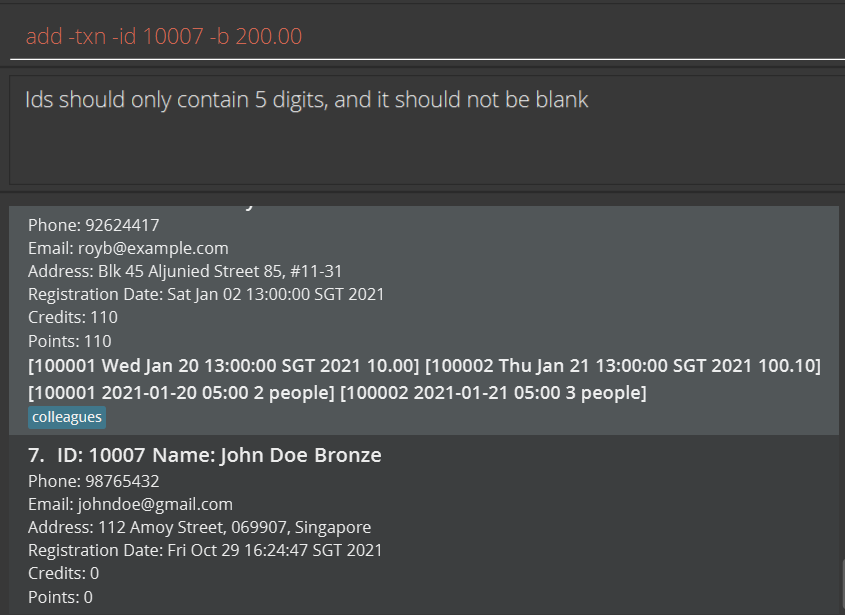 add -txn -id 10007 -b 200.00
Ids should only contain 5 digits, and it should not be blank
Phone: 92624417
Email: royb@example.com
Address: Blk 45 Aljunied Street 85, #11-31
Registration Date: Sat Jan 02 13:00:00 SGT 2021
Credits: 110
Points: 110
[100001 Wed Jan 20 13:00:00 SGT 2021 10.00] [100002 Thu Jan 21 13:00:00 SGT 2021 100.10]
[100001 2021-01-20 05:00 2 people] [100002 2021-01-21 05:00 3 people]
colleagues
7. ID: 10007 Name: John Doe Bronze
Phone: 98765432
Email: johndoe@gmail.com
Address: 112 Amoy Street, 069907, Singapore
Registration Date: Fri Oct 29 16:24:47 SGT 2021
Credits: 0
Points: 0